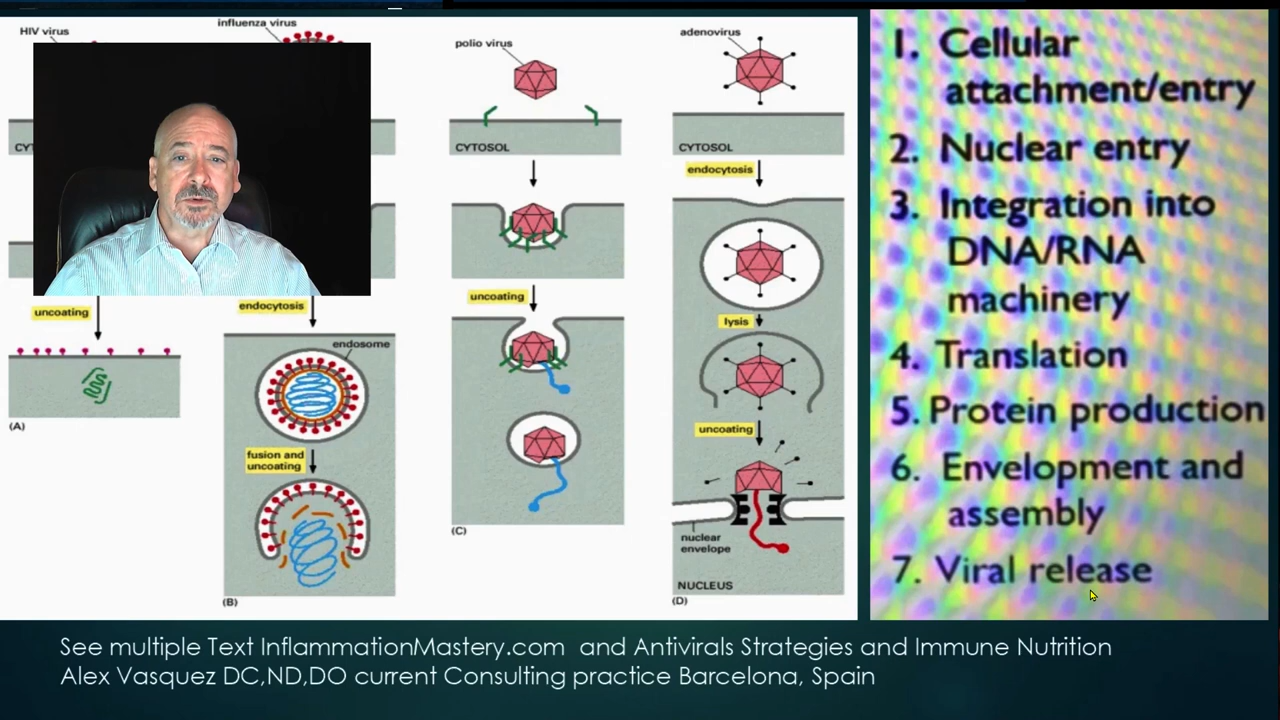 HIV virus
influenza virus
CYT
uncoating
(A)
endocytosis
endosome
fusion and
uncoating
(B)
polio virus
CYTOSOL
uncoating
(C)
adenovirus
CYTOSOL
endocytosis
lysis
uncoating
nuclear
envelope
NUCLEUS
(D)
1. Cellular
attachment/entry
2. Nuclear entry
3. Integration into
DNA/RNA
machinery
4. Translation
5. Protein production
6. Envelopment and
assembly
7. Viral release
See multiple Text InflammationMastery.com and Antivirals Strategies and Immune Nutrition
Alex Vasquez DC,ND,DO current Consulting practice Barcelona, Spain